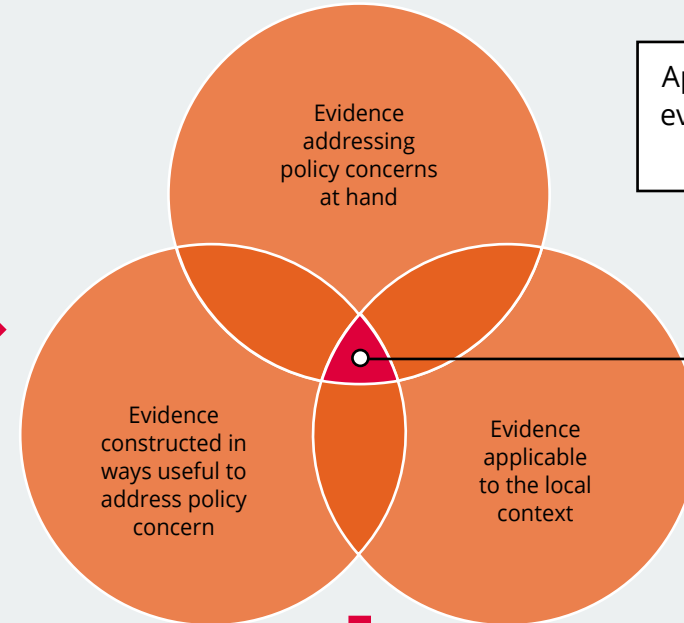 Evidence
addressing
policy concerns
at hand
Evidence
constructed in
ways useful to
address policy
concern
Evidence
applicable
to the local
context